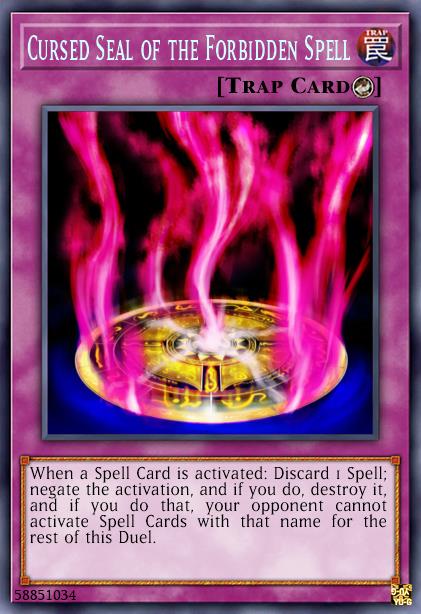 CURSED SEAL OF THE FORBIDDEN SPELL
TRAP
罠
[TRAP CARD]
When a Spell Card is activated: Discard 1 Spell;
negate the activation, and if you do, destroy it,
and if you do that, your opponent cannot
activate Spell Cards with that name for the
rest of this Duel.
58851034